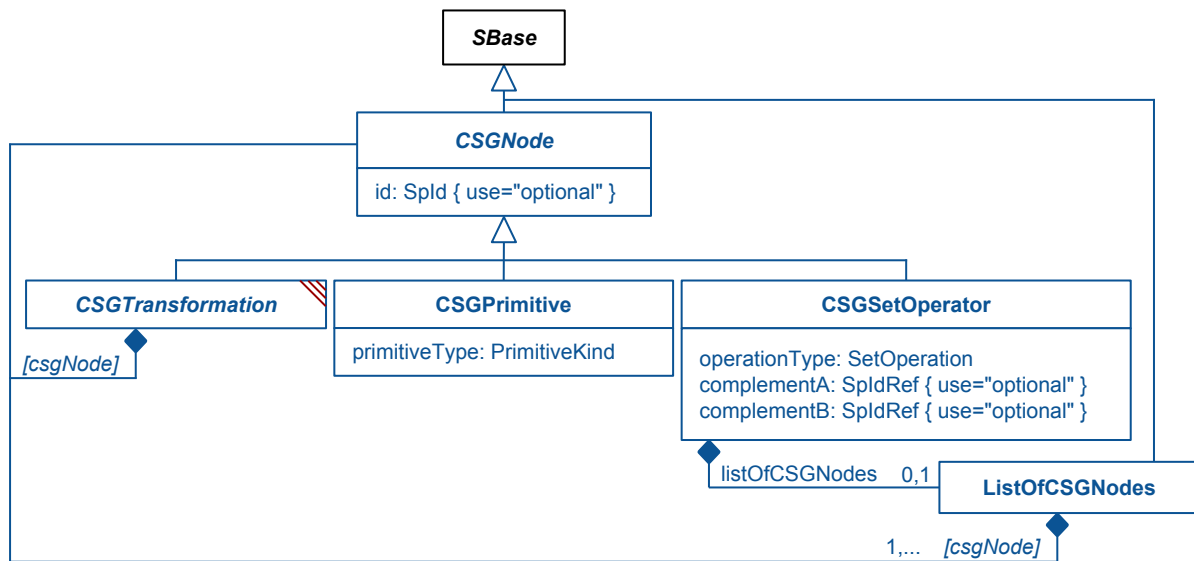 SBase
CSGNode
id: SpId { use="optional" }
CSGTransformation
CSGPrimitive
CSGSetOperator
primitiveType: PrimitiveKind
operationType: SetOperation
complementA: SpIdRef { use="optional" }
complementB: SpIdRef { use="optional" }
[csgNode]
listOfCSGNodes 0,1
ListOfCSGNodes
1,... [csgNode]